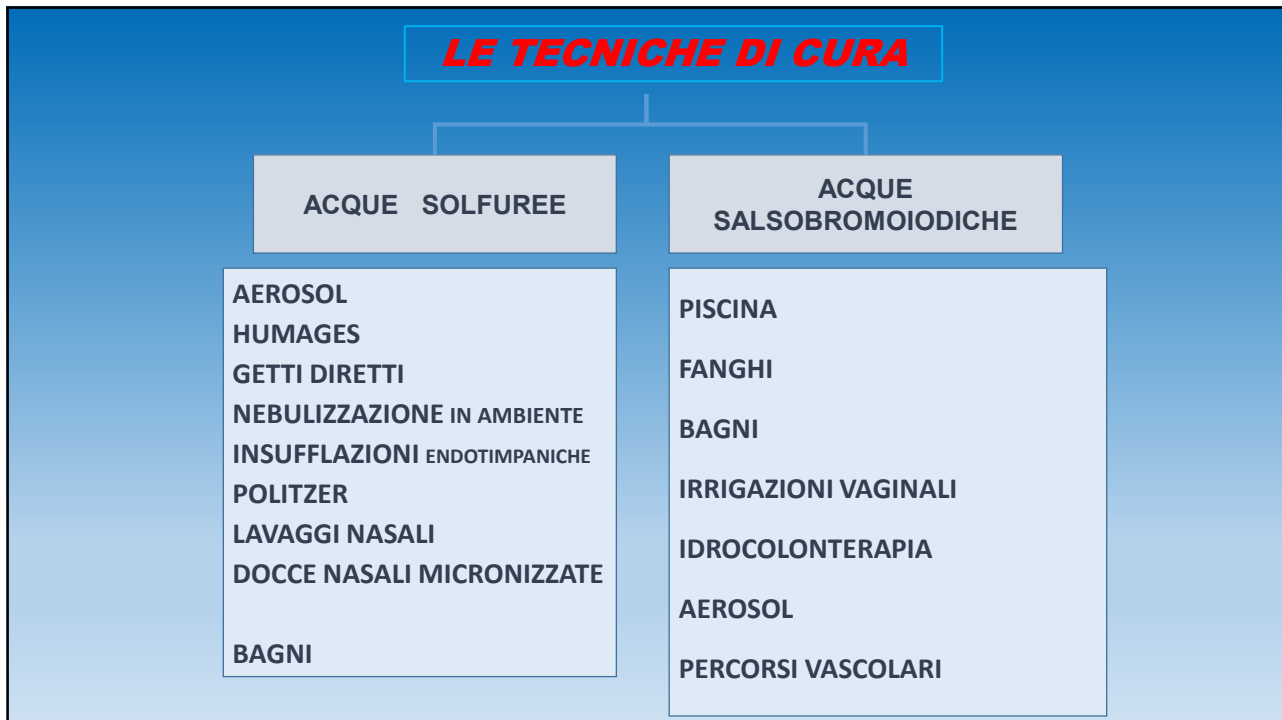 LE TECNICHE DI CURA
ACQUE SOLFUREE
AEROSOL
HUMAGES
GETTI DIRETTI
NEBULIZZAZIONE IN AMBIENTE
INSUFFLAZIONI ENDOTIMPANICHE
POLITZER
LAVAGGI NASALI
DOCCE NASALI MICRONIZZATE
BAGNI
ACQUE
SALSOBROMOIODICHE
PISCINA
FANGHI
BAGNI
IRRIGAZIONI VAGINALI
IDROCOLONTERAPIA
AEROSOL
PERCORSI VASCOLARI